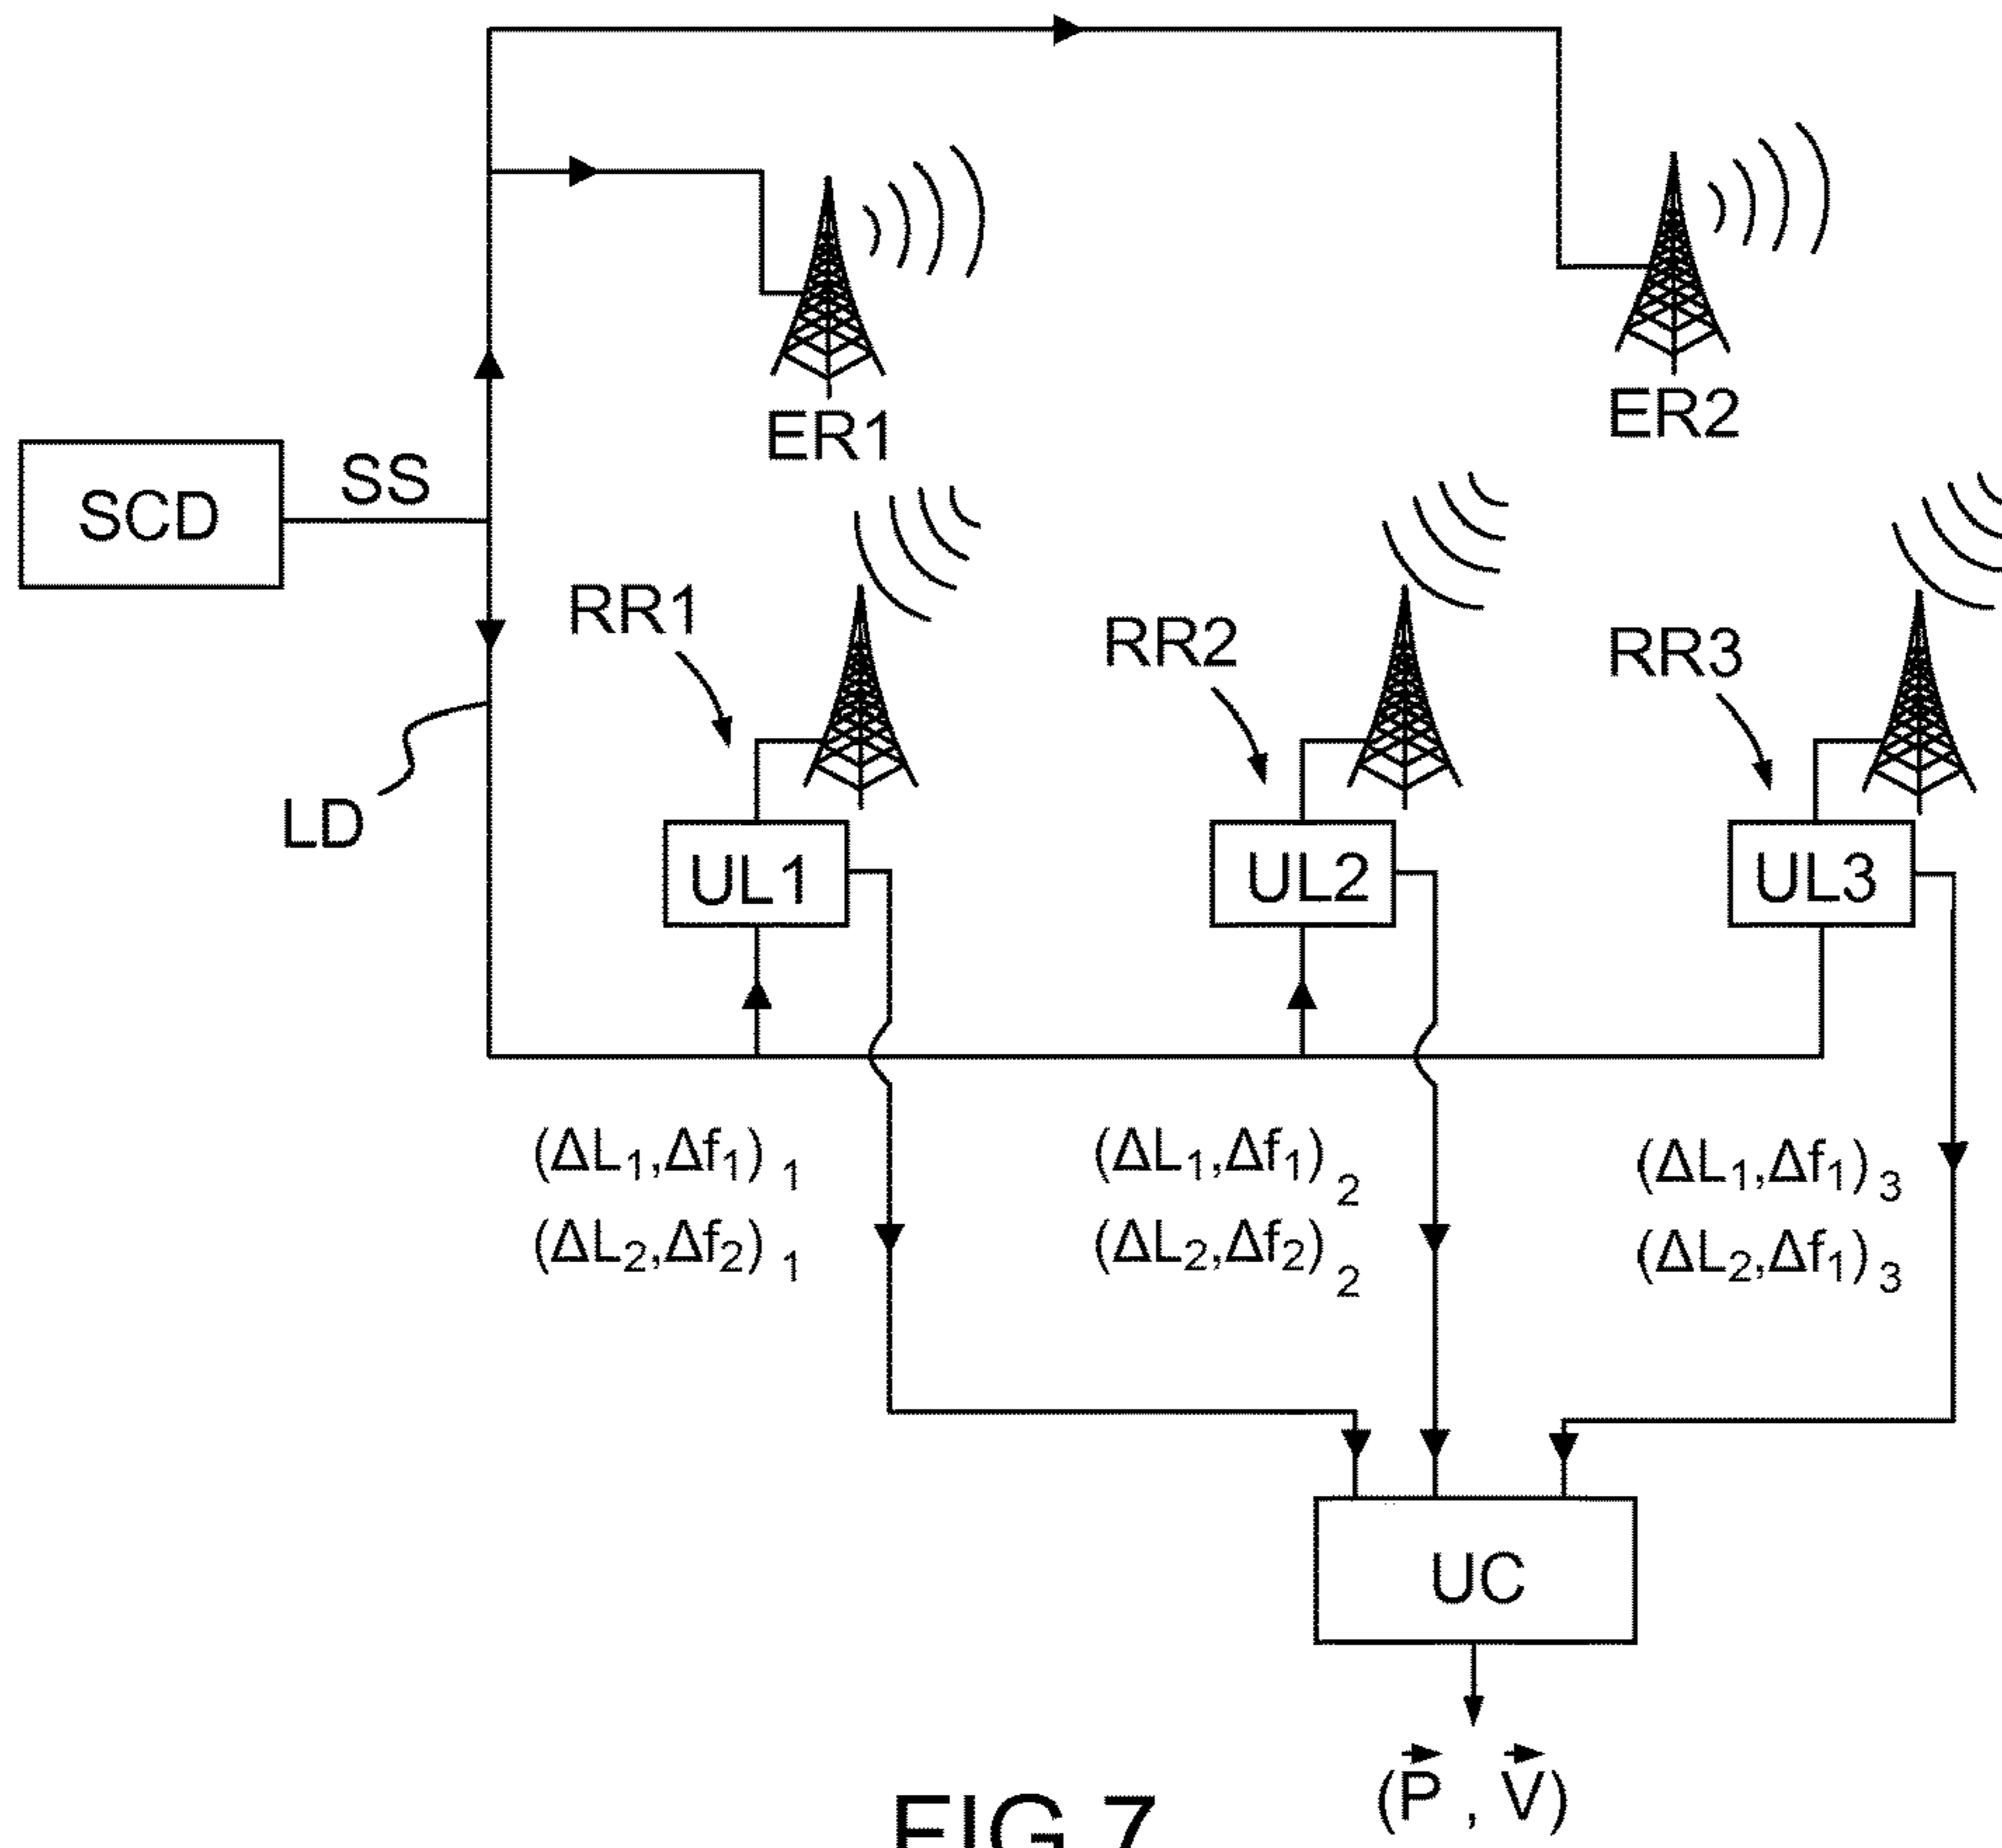 ER1
ER2
SCD
SS
RR1
RR2
RR3
LD
UL1
UL2
UL3
(ΔL₁,Δf₁)₁
(ΔL₂,Δf₂)₁
(ΔL₁,Δf₁)₂
(ΔL₂,Δf₂)₂
(ΔL₁,Δf₁)₃
(ΔL₂,Δf₁)₃
UC
(P⃗ , V⃗)
FIG.7